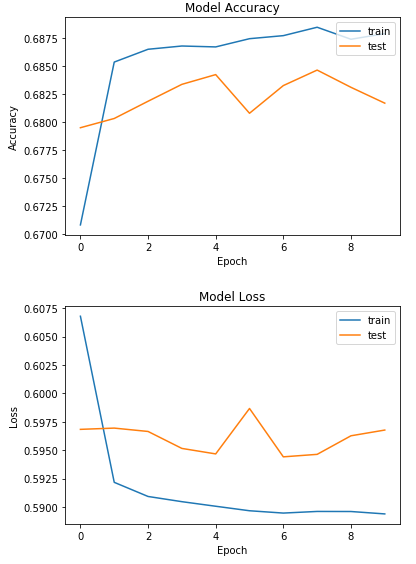 Model Accuracy
train
test
0.6875
0.6850
0.6825
0.6800
0.6775
0.6750
0.6725
0.6700
Accuracy
0 2 4 6 8
Epoch
Model Loss
train
test
0.6075
0.6050
0.6025
0.6000
0.5975
0.5950
0.5925
0.5900
Loss
0 2 4 6 8
Epoch